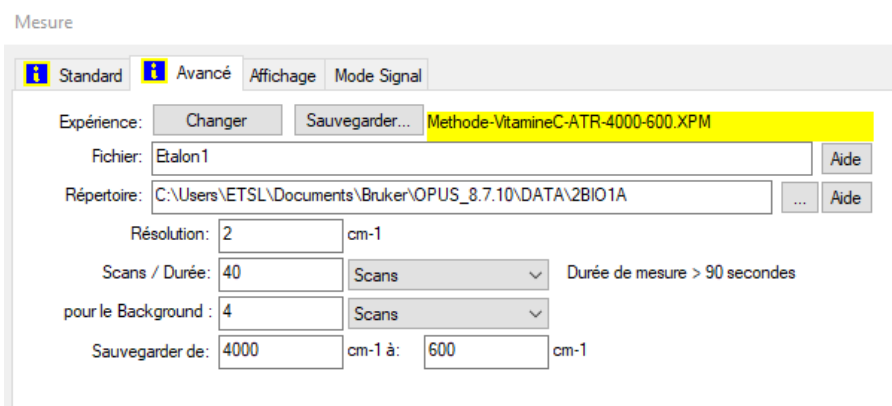 Mesure
Standard Avancé Affichage Mode Signal
Expérience: Changer Sauvegarder... Methode-VitamineC-ATR-4000-600.XPM
Fichier: Etalon1 Aide
Répertoire: C:\Users\ETSL\Documents\Bruker\OPUS_8.7.10\DATA\2BIO1A ... Aide
Résolution: 2 cm-1
Scans / Durée: 40 Scans Durée de mesure > 90 secondes
pour le Background : 4 Scans
Sauvegarder de: 4000 cm-1 à: 600 cm-1